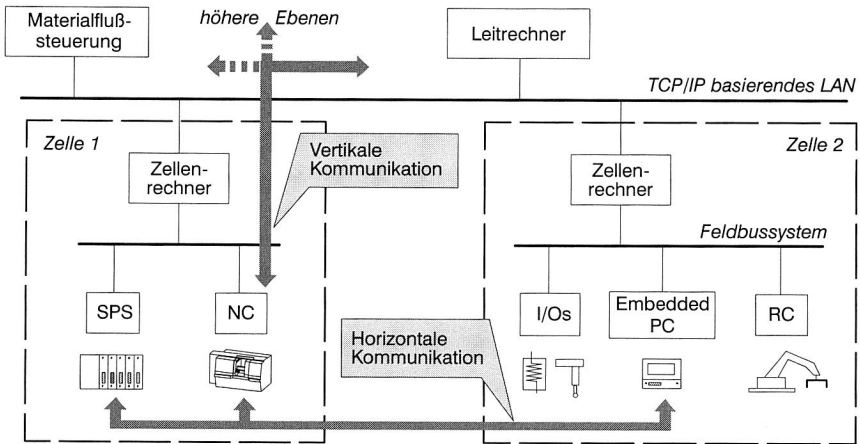 Materialfluß-
steuerung
höhere Ebenen
Leitrechner
TCP/IP basierendes LAN
Zelle 1
Zellen-
rechner
Vertikale
Kommunikation
Zelle 2
Zellen-
rechner
Feldbussystem
SPS
NC
I/Os
Embedded
PC
RC
Horizontale
Kommunikation